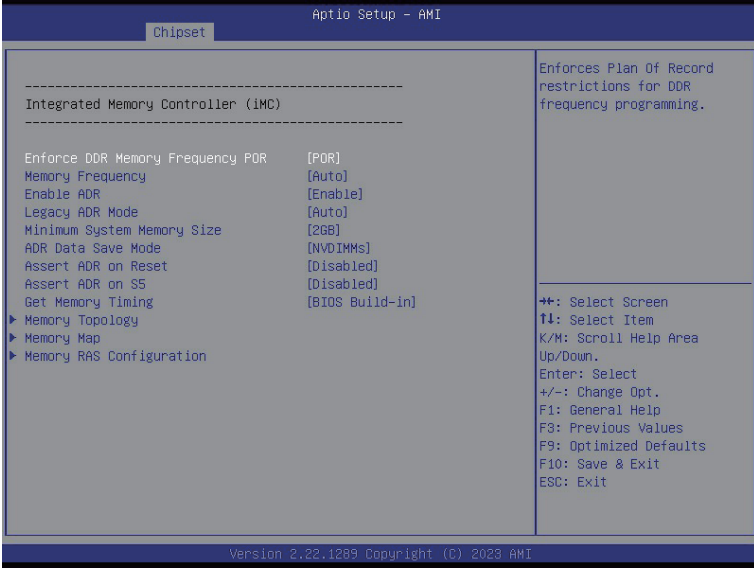 Aptio Setup – AMI
Chipset
------------------------------------------------
Integrated Memory Controller (iMC)
------------------------------------------------
Enforce DDR Memory Frequency POR [POR]
Memory Frequency [Auto]
Enable ADR [Enable]
Legacy ADR Mode [Auto]
Minimum System Memory Size [2GB]
ADR Data Save Mode [NVDIMMs]
Assert ADR on Reset [Disabled]
Assert ADR on S5 [Disabled]
Get Memory Timing [BIOS Build-in]
▶ Memory Topology
▶ Memory Map
▶ Memory RAS Configuration
Enforces Plan Of Record
restrictions for DDR
frequency programming.
→←: Select Screen
↑↓: Select Item
K/M: Scroll Help Area
Up/Down.
Enter: Select
+/-: Change Opt.
F1: General Help
F3: Previous Values
F9: Optimized Defaults
F10: Save & Exit
ESC: Exit
Version 2.22.1289 Copyright (C) 2023 AMI